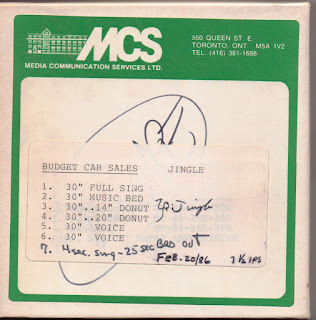 MCS
MEDIA COMMUNICATION SERVICES LTD.
550 QUEEN ST. E.
TORONTO, ONT. M5A 1V2
TEL. (416) 361-1688
BUDGET CAR SALES JINGLE
1. 30" FULL SING
2. 30" MUSIC BED
3. 30"..14" DONUT
4. 30"..20" DONUT
5. 30" VOICE
6. 30" VOICE
7. 4 sec. sing - 25 sec BED OUT
FEB. 20/86 7 1/2 IPS